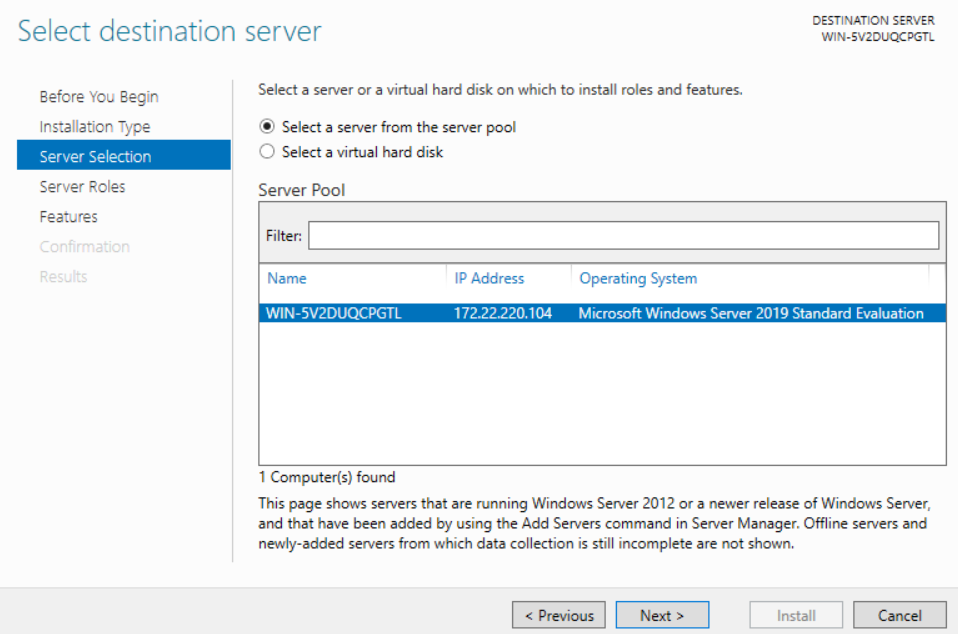 Select destination server
DESTINATION SERVER
WIN-5V2DUQCPGTL
Before You Begin
Installation Type
Server Selection
Server Roles
Features
Confirmation
Results
Select a server or a virtual hard disk on which to install roles and features.
Select a server from the server pool
Select a virtual hard disk
Server Pool
Filter:
Name IP Address Operating System
WIN-5V2DUQCPGTL 172.22.220.104 Microsoft Windows Server 2019 Standard Evaluation
1 Computer(s) found
This page shows servers that are running Windows Server 2012 or a newer release of Windows Server,
and that have been added by using the Add Servers command in Server Manager. Offline servers and
newly-added servers from which data collection is still incomplete are not shown.
< Previous Next > Install Cancel